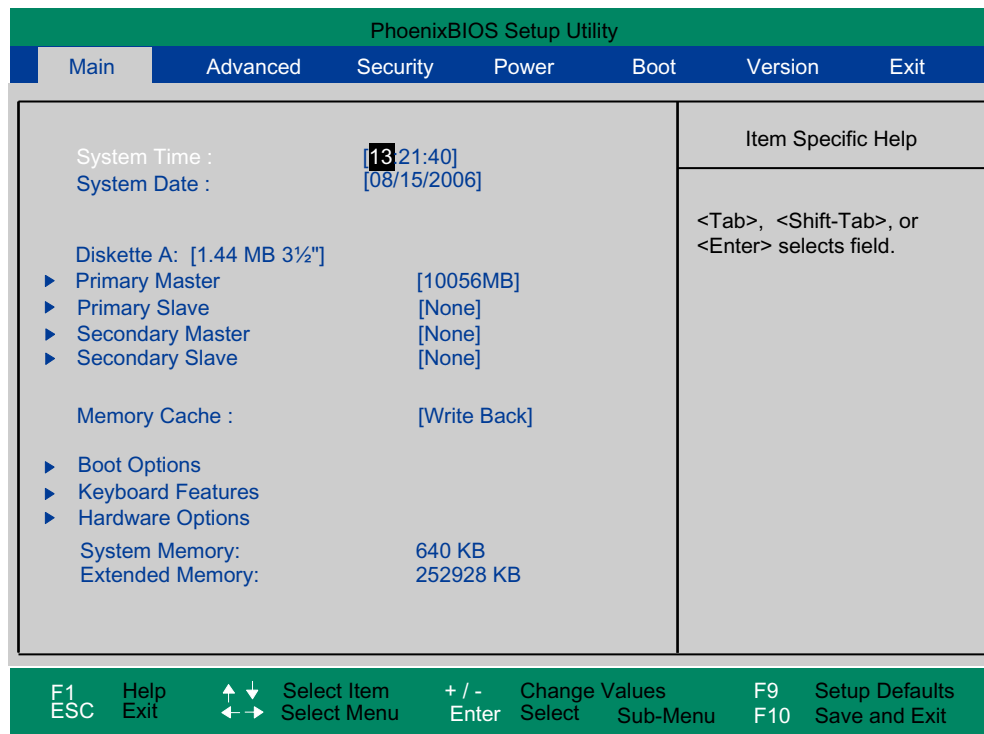 PhoenixBIOS Setup Utility
Main Advanced Security Power Boot Version Exit
System Time : [13:21:40]
System Date : [08/15/2006]
Diskette A: [1.44 MB 3½"]
Primary Master [10056MB]
Primary Slave [None]
Secondary Master [None]
Secondary Slave [None]
Memory Cache : [Write Back]
Boot Options
Keyboard Features
Hardware Options
System Memory: 640 KB
Extended Memory: 252928 KB
Item Specific Help
<Tab>, <Shift-Tab>, or
<Enter> selects field.
F1 Help Select Item + / - Change Values F9 Setup Defaults
ESC Exit Select Menu Enter Select Sub-Menu F10 Save and Exit